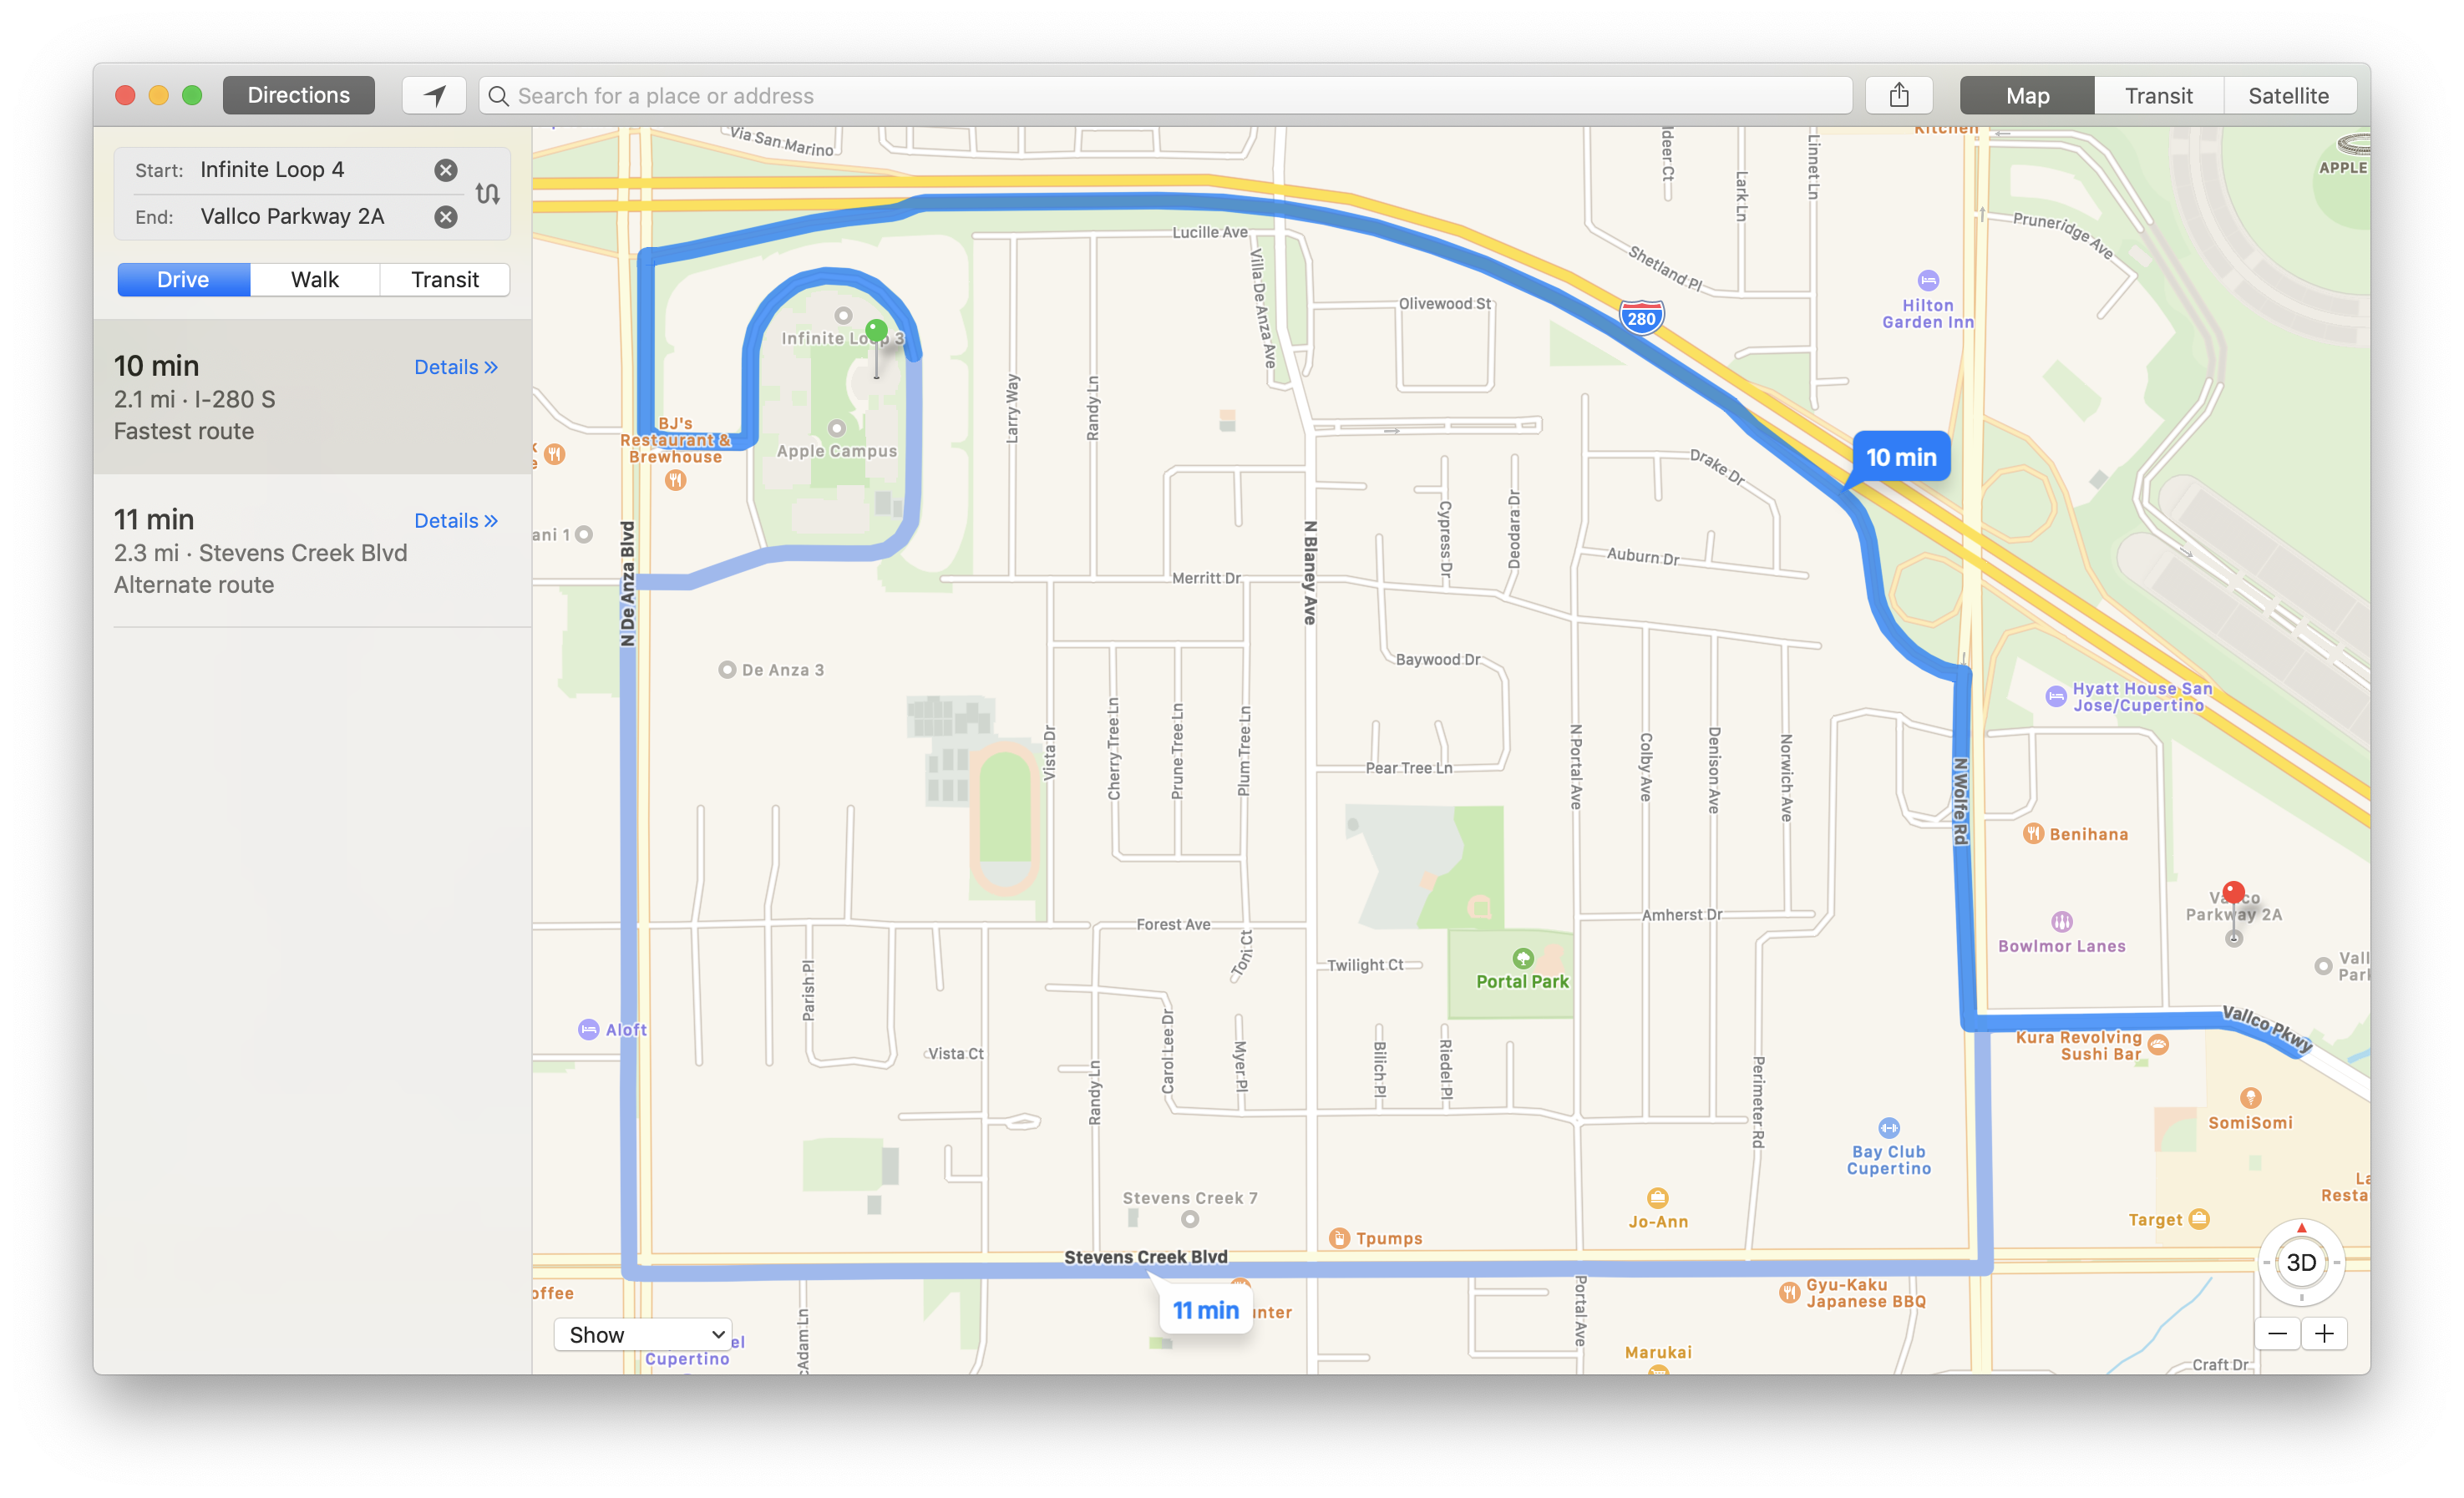 Directions
Search for a place or address
Map
Transit
Satellite
Start: Infinite Loop 4
End: Vallco Parkway 2A
Drive
Walk
Transit
10 min
Details »
2.1 mi · I-280 S
Fastest route
11 min
Details »
2.3 mi · Stevens Creek Blvd
Alternate route
Via San Marino
Kitchen
APPLE
ldeer Ct
Lark Ln
Linnet Ln
Pruneridge Ave
Lucille Ave
Villa De Anza Ave
Shetland Pl
Hilton
Garden Inn
280
Olivewood St
Infinite Loop 3
Larry Way
Randy Ln
BJ's
Restaurant &
Brewhouse
Apple Campus
10 min
Drake Dr
ani 1
N De Anza Blvd
N Blaney Ave
Cypress Dr
Deodara Dr
Auburn Dr
Merritt Dr
De Anza 3
Baywood Dr
Hyatt House San
Jose/Cupertino
Vista Dr
Cherry Tree Ln
Prune Tree Ln
Plum Tree Ln
Pear Tree Ln
N Portal Ave
Colby Ave
Denison Ave
Norwich Ave
N Wolfe Rd
Benihana
Parkway 2A
Amherst Dr
Forest Ave
Bowlmor Lanes
Toni Ct
Twilight Ct
Portal Park
Vall
Park
Parish Pl
Aloft
Vallco Pkwy
Kura Revolving
Sushi Bar
Vista Ct
Randy Ln
Carol Lee Dr
Myer Pl
Bilich Pl
Riedel Pl
Perimeter Rd
SomiSomi
Bay Club
Cupertino
Stevens Creek 7
Jo-Ann
La
Resta
Target
Tpumps
Stevens Creek Blvd
3D
offee
11 min
unter
Gyu-Kaku
Japanese BBQ
Show
el
Cupertino
cAdam Ln
Portal Ave
Marukai
Craft Dr